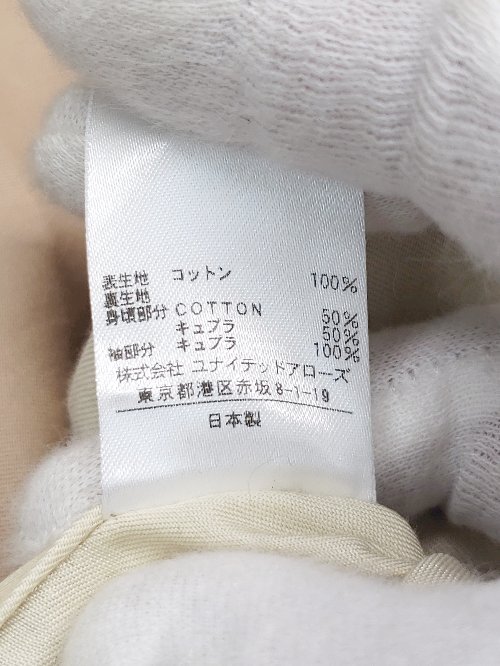 表生地 コットン 100%
裏生地
身頃部分 COTTON 50%
キュプラ 50%
袖部分 キュプラ 100%
株式会社 ユナイテッドアローズ
東京都港区赤坂8-1-19
日本製